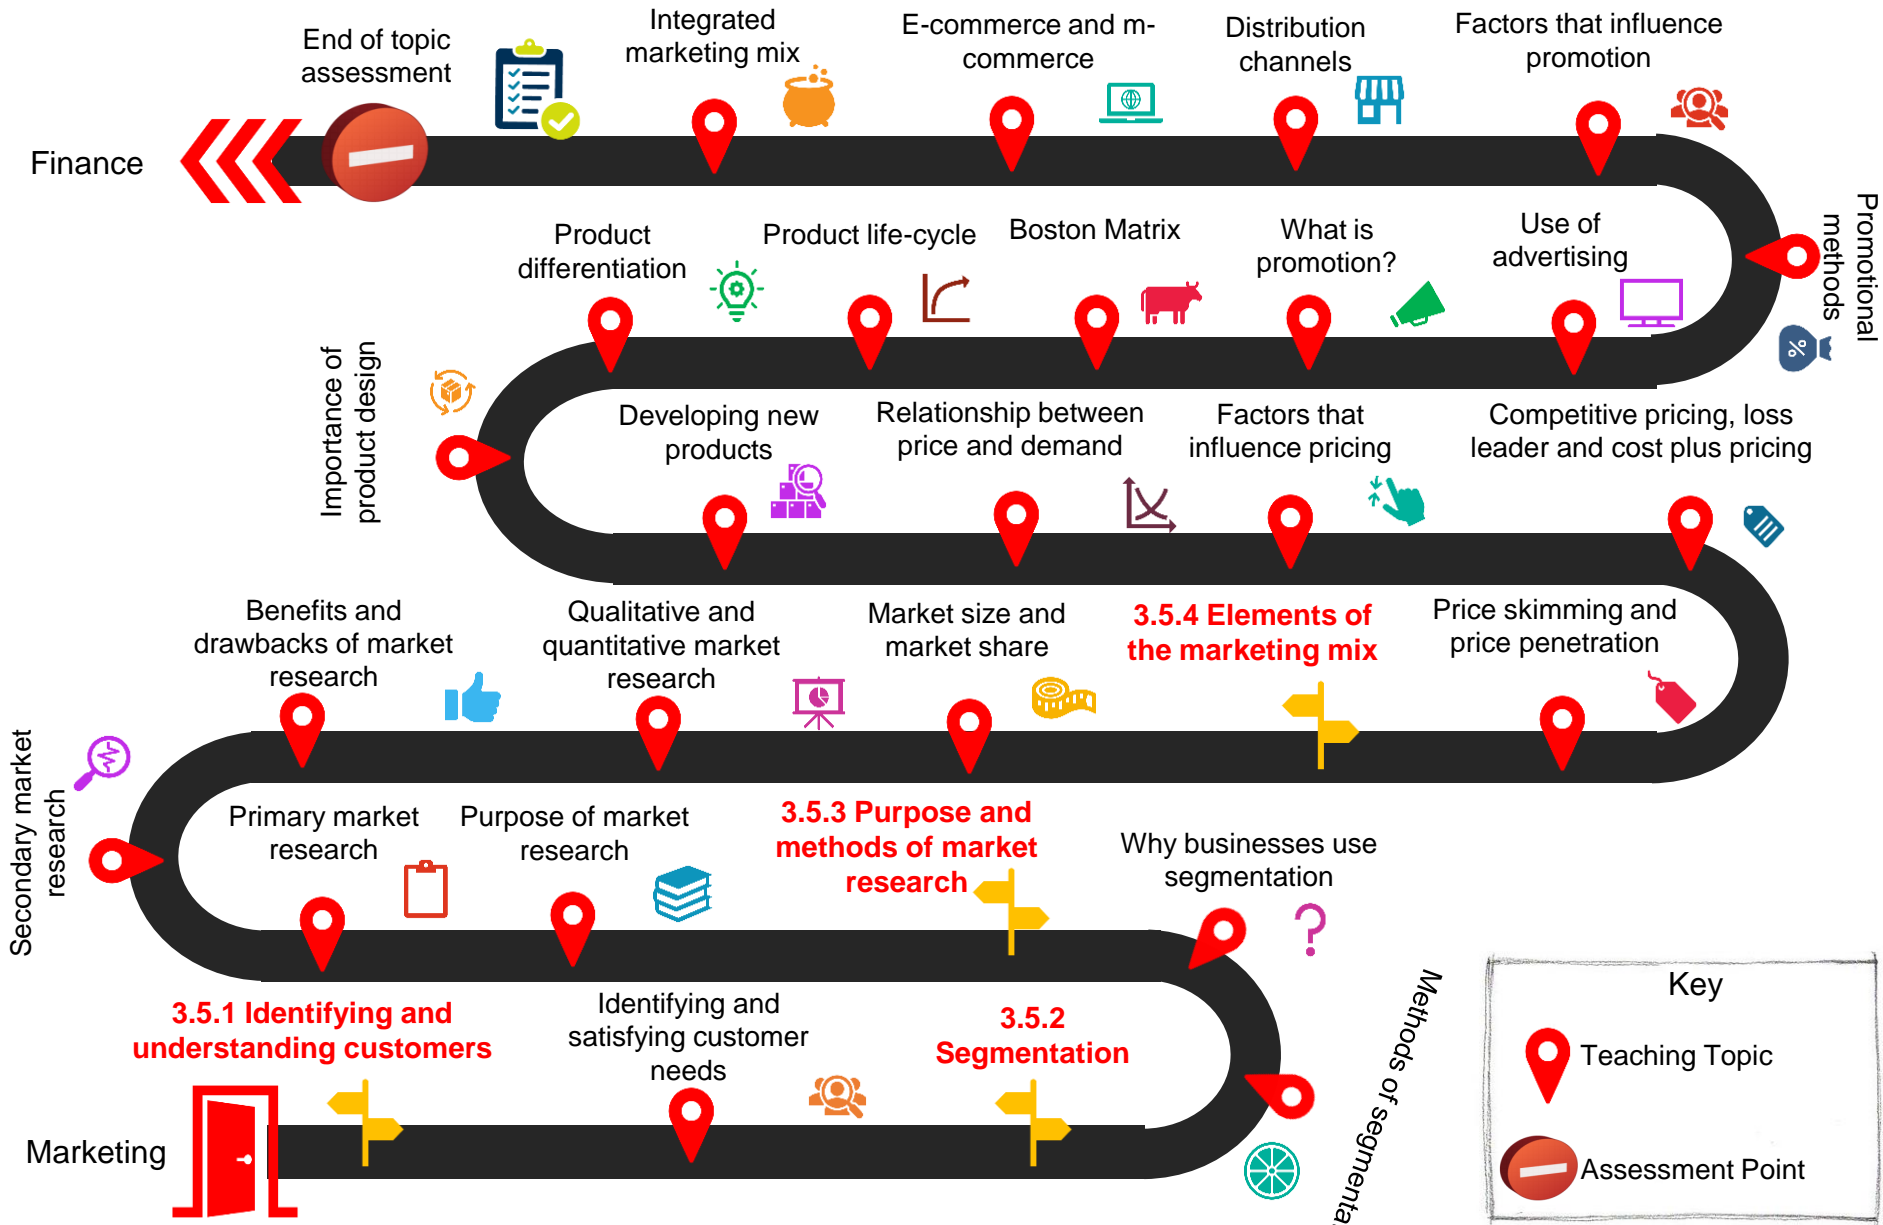 End of topic
assessment
Integrated
marketing mix
E-commerce and m-
commerce
Distribution
channels
Factors that influence
promotion
Finance
Promotional
methods
Product
differentiation
Product life-cycle
Boston Matrix
What is
promotion?
Use of
advertising
%
Importance of
product design
Developing new
products
Relationship between
price and demand
Factors that
influence pricing
Competitive pricing, loss
leader and cost plus pricing
Benefits and
drawbacks of market
research
Qualitative and
quantitative market
research
Market size and
market share
3.5.4 Elements of
the marketing mix
Price skimming and
price penetration
Secondary market
research
Primary market
research
Purpose of market
research
3.5.3 Purpose and
methods of market
research
Why businesses use
segmentation
?
3.5.1 Identifying and
understanding customers
Identifying and
satisfying customer
needs
3.5.2
Segmentation
Methods of segmenta
Marketing
Key
Teaching Topic
Assessment Point